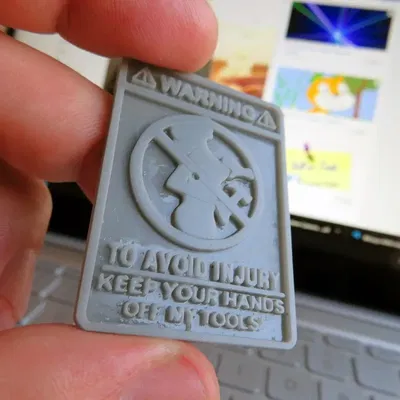 WARNING
TO AVOID INJURY
KEEP YOUR HANDS
OFF MY TOOLS